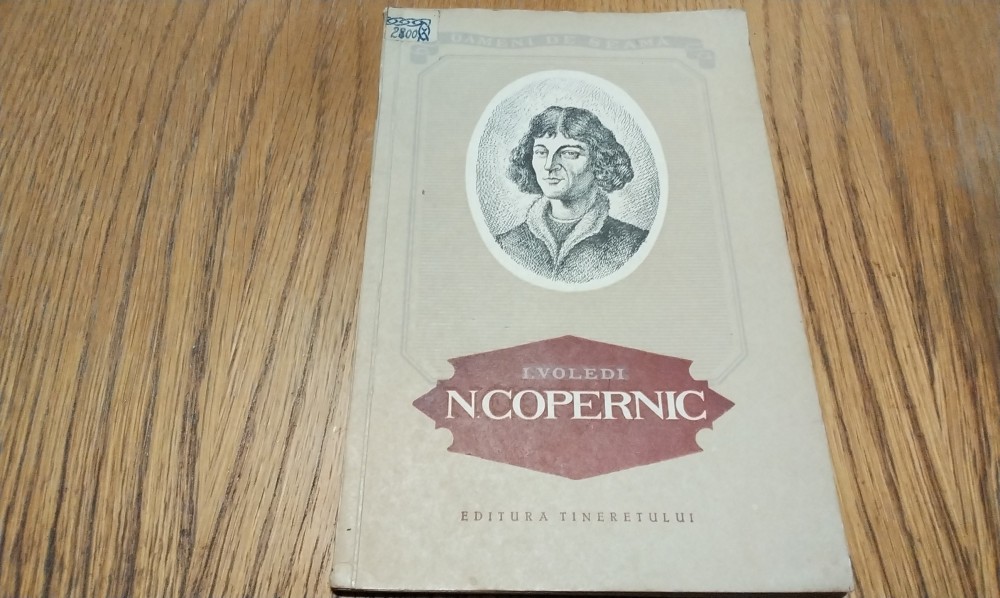 2800
OAMENI DE SEAMĂ
I. VOLEDI
N. COPERNIC
EDITURA TINERETULUI